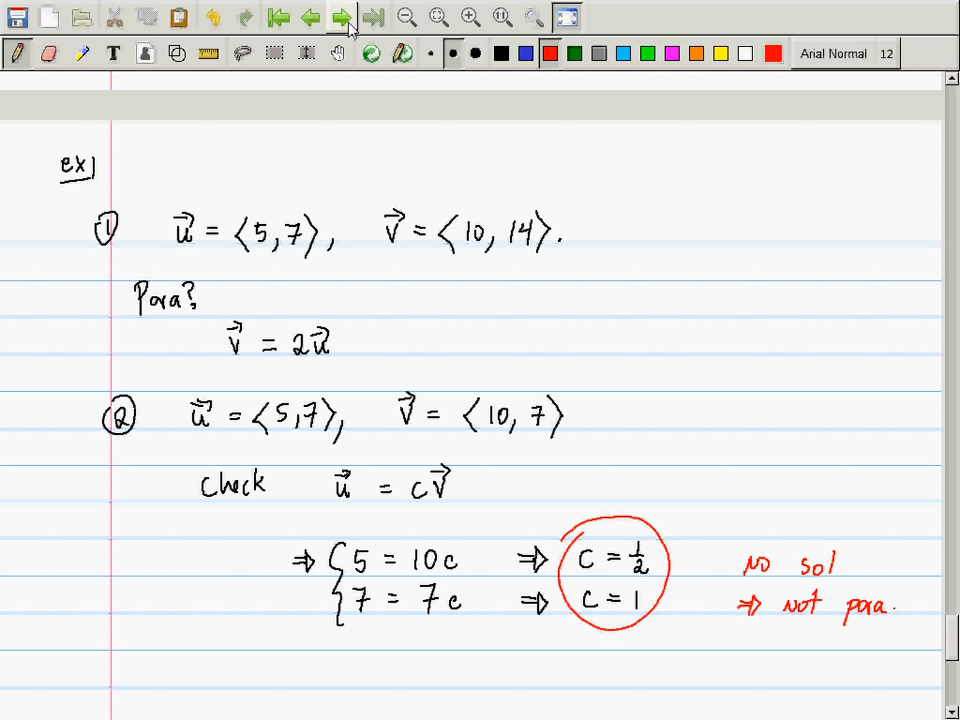 Arial Normal 12
ex1
① u⃗ = ⟨5,7⟩, v⃗ = ⟨10, 14⟩.
Para?
v⃗ = 2u⃗
② u⃗ = ⟨5,7⟩, v⃗ = ⟨10, 7⟩
check u⃗ = cv⃗
⇒ { 5 = 10c ⇒ c = 1/2 no sol
7 = 7c ⇒ c = 1 ⇒ not para.